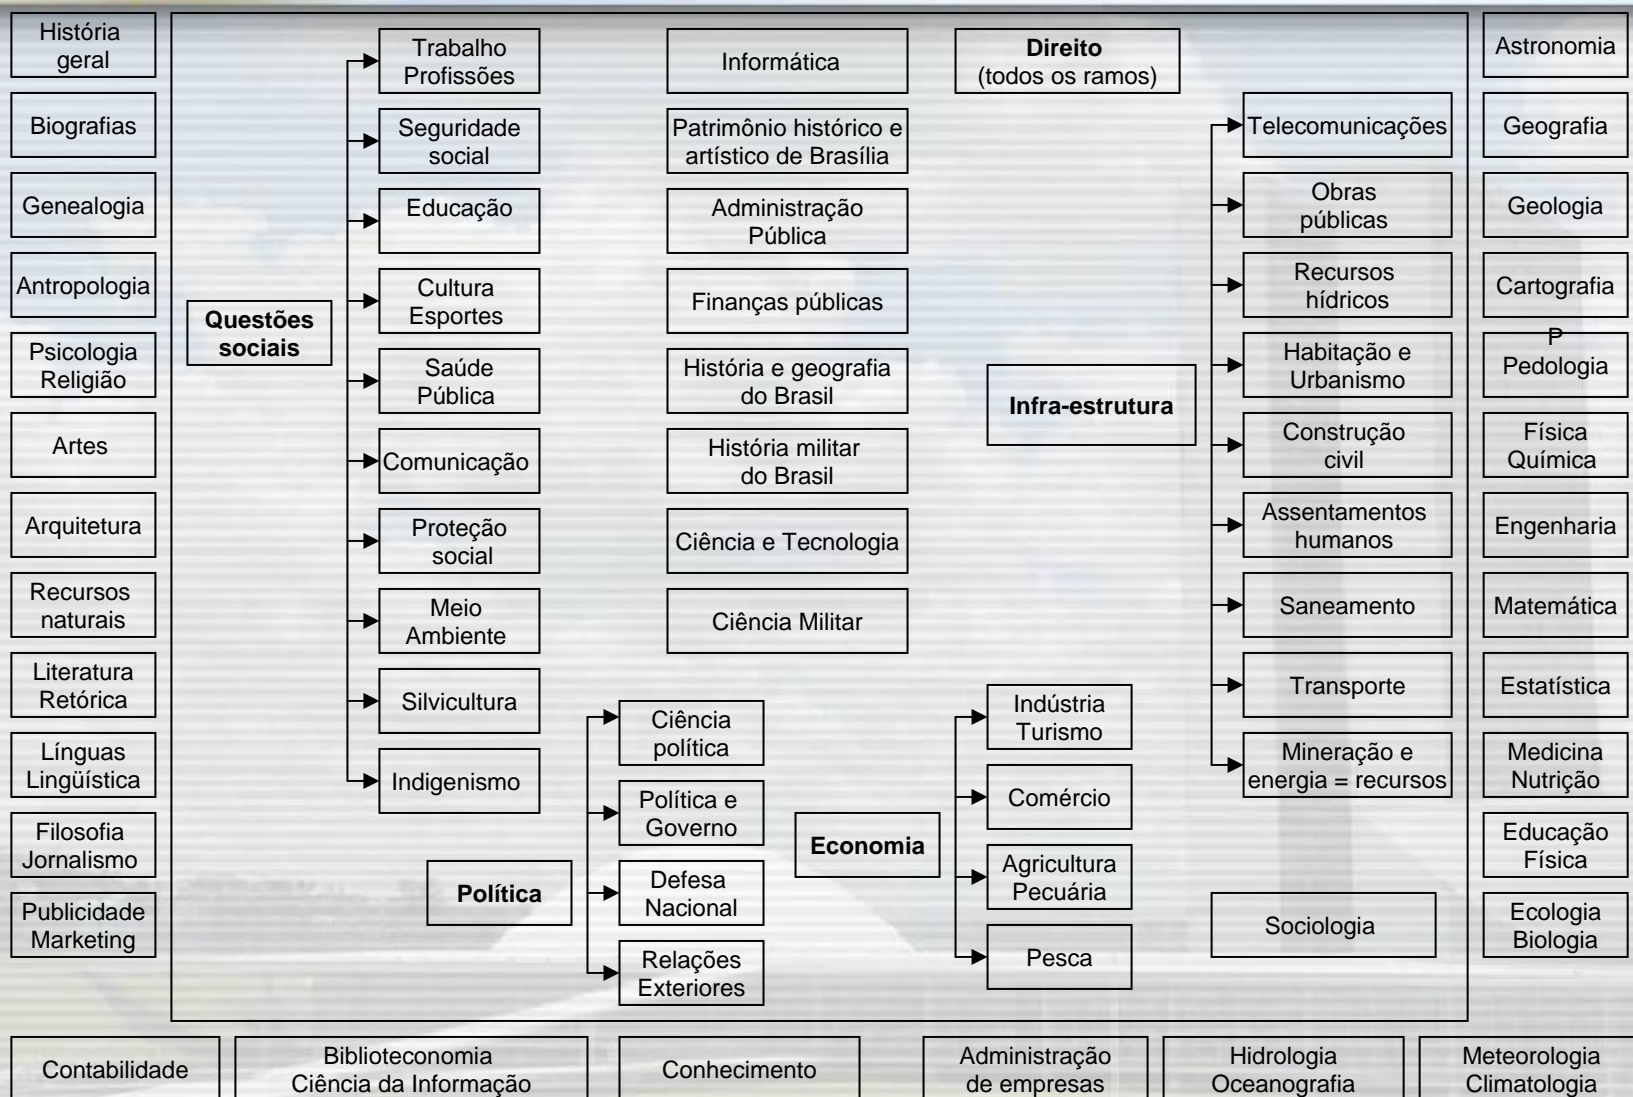 História
geral
Biografias
Genealogia
Antropologia
Psicologia
Religião
Artes
Arquitetura
Recursos
naturais
Literatura
Retórica
Línguas
Lingüística
Filosofia
Jornalismo
Publicidade
Marketing
Questões
sociais
Trabalho
Profissões
Seguridade
social
Educação
Cultura
Esportes
Saúde
Pública
Comunicação
Proteção
social
Meio
Ambiente
Silvicultura
Indigenismo
Informática
Patrimônio histórico e
artístico de Brasília
Administração
Pública
Finanças públicas
História e geografia
do Brasil
História militar
do Brasil
Ciência e Tecnologia
Ciência Militar
Política
Ciência
política
Política e
Governo
Defesa
Nacional
Relações
Exteriores
Economia
Indústria
Turismo
Comércio
Agricultura
Pecuária
Pesca
Direito
(todos os ramos)
Infra-estrutura
Telecomunicações
Obras
públicas
Recursos
hídricos
Habitação e
Urbanismo
Construção
civil
Assentamentos
humanos
Saneamento
Transporte
Mineração e
energia = recursos
Sociologia
Astronomia
Geografia
Geologia
Cartografia
P
Pedologia
Física
Química
Engenharia
Matemática
Estatística
Medicina
Nutrição
Educação
Física
Ecologia
Biologia
Contabilidade
Biblioteconomia
Ciência da Informação
Conhecimento
Administração
de empresas
Hidrologia
Oceanografia
Meteorologia
Climatologia